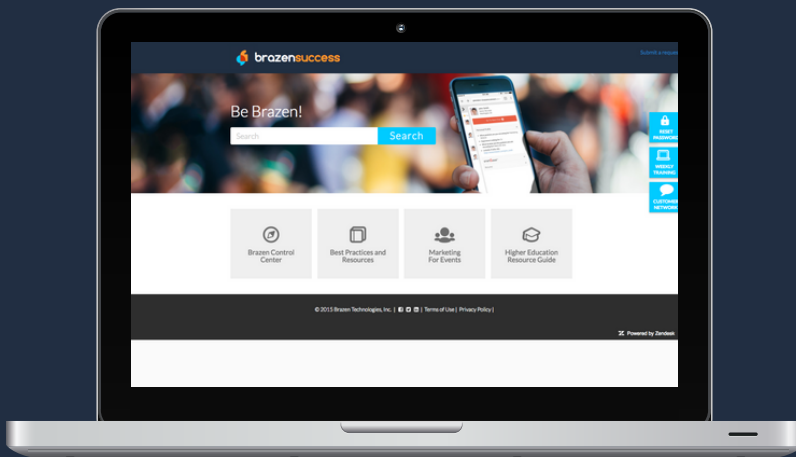 brazensuccess
Submit a request
Be Brazen!
Search
Search
RESET
PASSWORD
WEEKLY
TRAINING
CUSTOMER
NETWORK
Brazen Control
Center
Best Practices and
Resources
Marketing
For Events
Higher Education
Resource Guide
© 2015 Brazen Technologies, Inc. | | Terms of Use | Privacy Policy |
Powered by Zendesk